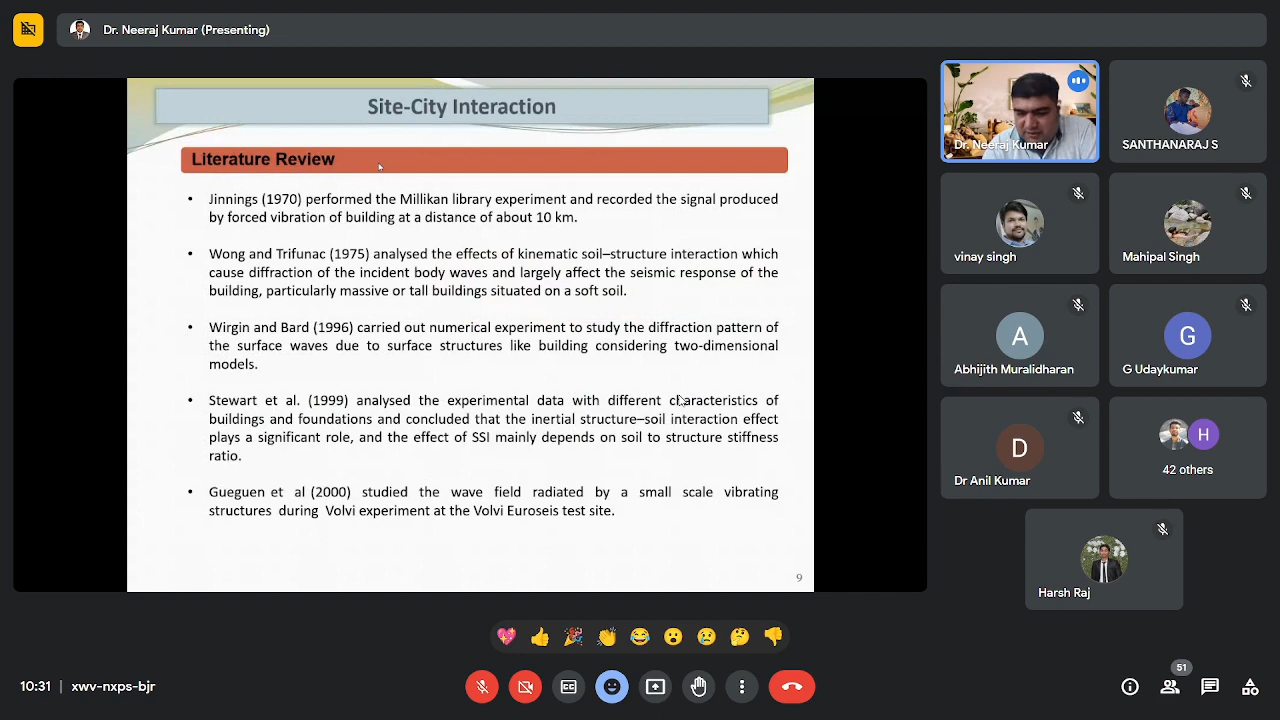 Dr. Neeraj Kumar (Presenting)
Site-City Interaction
Literature Review
• Jinnings (1970) performed the Millikan library experiment and recorded the signal produced
by forced vibration of building at a distance of about 10 km.
• Wong and Trifunac (1975) analysed the effects of kinematic soil–structure interaction which
cause diffraction of the incident body waves and largely affect the seismic response of the
building, particularly massive or tall buildings situated on a soft soil.
• Wirgin and Bard (1996) carried out numerical experiment to study the diffraction pattern of
the surface waves due to surface structures like building considering two-dimensional
models.
• Stewart et al. (1999) analysed the experimental data with different characteristics of
buildings and foundations and concluded that the inertial structure–soil interaction effect
plays a significant role, and the effect of SSI mainly depends on soil to structure stiffness
ratio.
• Gueguen et al (2000) studied the wave field radiated by a small scale vibrating
structures during Volvi experiment at the Volvi Euroseis test site.
9
Dr. Neeraj Kumar
SANTHANARAJ S
vinay singh
Mahipal Singh
A
Abhijith Muralidharan
G
G Udaykumar
D
Dr Anil Kumar
H
42 others
Harsh Raj
10:31 | xwv-nxps-bjr
CC
51